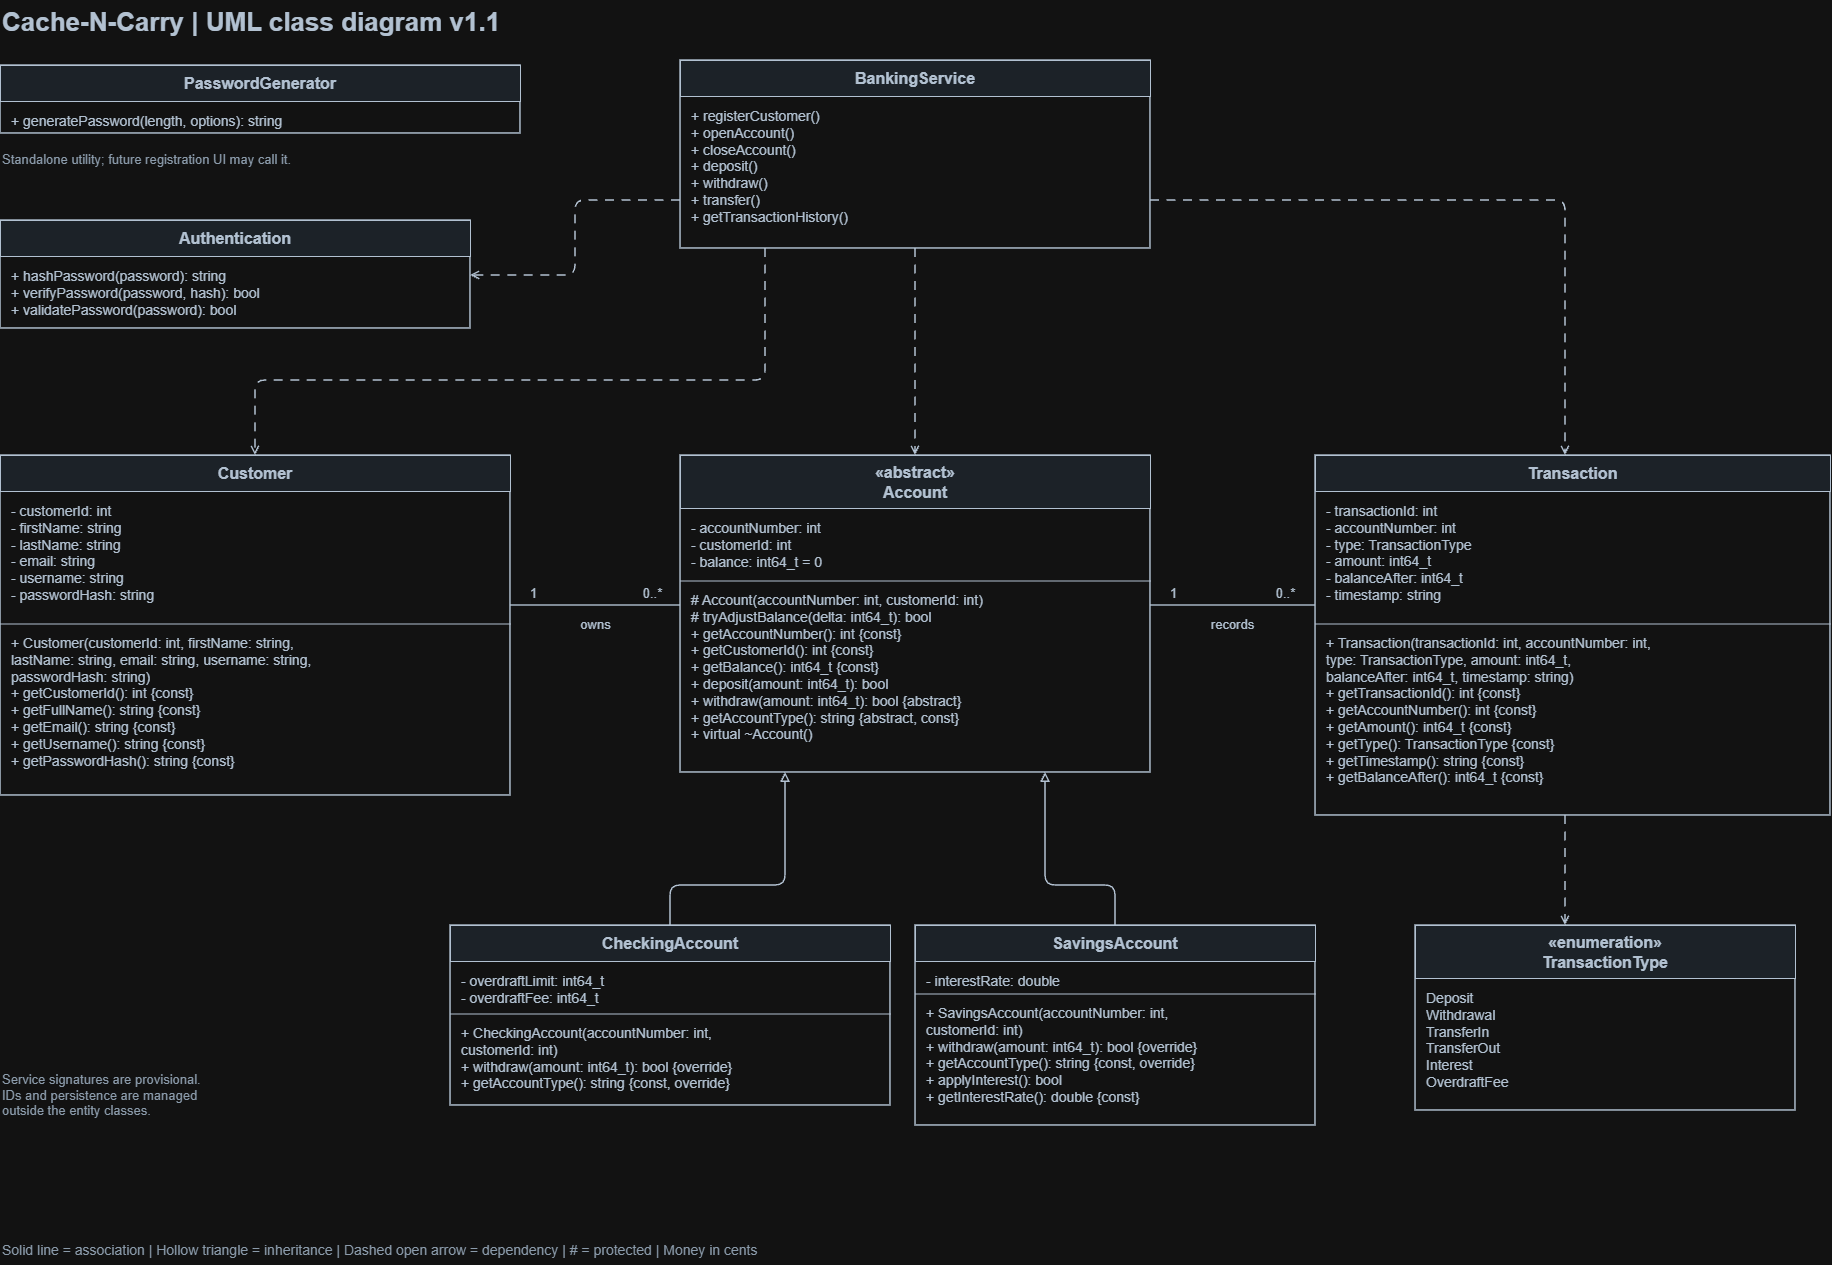 Cache-N-Carry | UML class diagram v1.1
PasswordGenerator
+ generatePassword(length, options): string
Standalone utility; future registration UI may call it.
BankingService
+ registerCustomer()
+ openAccount()
+ closeAccount()
+ deposit()
+ withdraw()
+ transfer()
+ getTransactionHistory()
Authentication
+ hashPassword(password): string
+ verifyPassword(password, hash): bool
+ validatePassword(password): bool
Customer
- customerId: int
- firstName: string
- lastName: string
- email: string
- username: string
- passwordHash: string
+ Customer(customerId: int, firstName: string,
lastName: string, email: string, username: string,
passwordHash: string)
+ getCustomerId(): int {const}
+ getFullName(): string {const}
+ getEmail(): string {const}
+ getUsername(): string {const}
+ getPasswordHash(): string {const}
1
0..*
owns
«abstract»
Account
- accountNumber: int
- customerId: int
- balance: int64_t = 0
# Account(accountNumber: int, customerId: int)
# tryAdjustBalance(delta: int64_t): bool
+ getAccountNumber(): int {const}
+ getCustomerId(): int {const}
+ getBalance(): int64_t {const}
+ deposit(amount: int64_t): bool
+ withdraw(amount: int64_t): bool {abstract}
+ getAccountType(): string {abstract, const}
+ virtual ~Account()
1
0..*
records
Transaction
- transactionId: int
- accountNumber: int
- type: TransactionType
- amount: int64_t
- balanceAfter: int64_t
- timestamp: string
+ Transaction(transactionId: int, accountNumber: int,
type: TransactionType, amount: int64_t,
balanceAfter: int64_t, timestamp: string)
+ getTransactionId(): int {const}
+ getAccountNumber(): int {const}
+ getAmount(): int64_t {const}
+ getType(): TransactionType {const}
+ getTimestamp(): string {const}
+ getBalanceAfter(): int64_t {const}
CheckingAccount
- overdraftLimit: int64_t
- overdraftFee: int64_t
+ CheckingAccount(accountNumber: int,
customerId: int)
+ withdraw(amount: int64_t): bool {override}
+ getAccountType(): string {const, override}
SavingsAccount
- interestRate: double
+ SavingsAccount(accountNumber: int,
customerId: int)
+ withdraw(amount: int64_t): bool {override}
+ getAccountType(): string {const, override}
+ applyInterest(): bool
+ getInterestRate(): double {const}
«enumeration»
TransactionType
Deposit
Withdrawal
TransferIn
TransferOut
Interest
OverdraftFee
Service signatures are provisional.
IDs and persistence are managed
outside the entity classes.
Solid line = association | Hollow triangle = inheritance | Dashed open arrow = dependency | # = protected | Money in cents